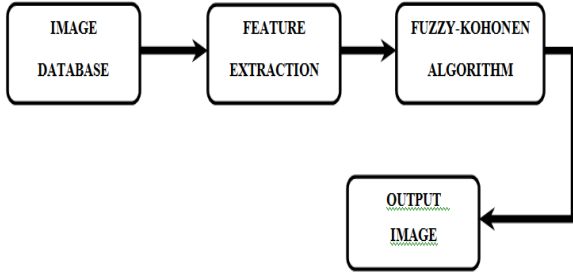 IMAGE
DATABASE
FEATURE
EXTRACTION
FUZZY-KOHONEN
ALGORITHM
OUTPUT
IMAGE